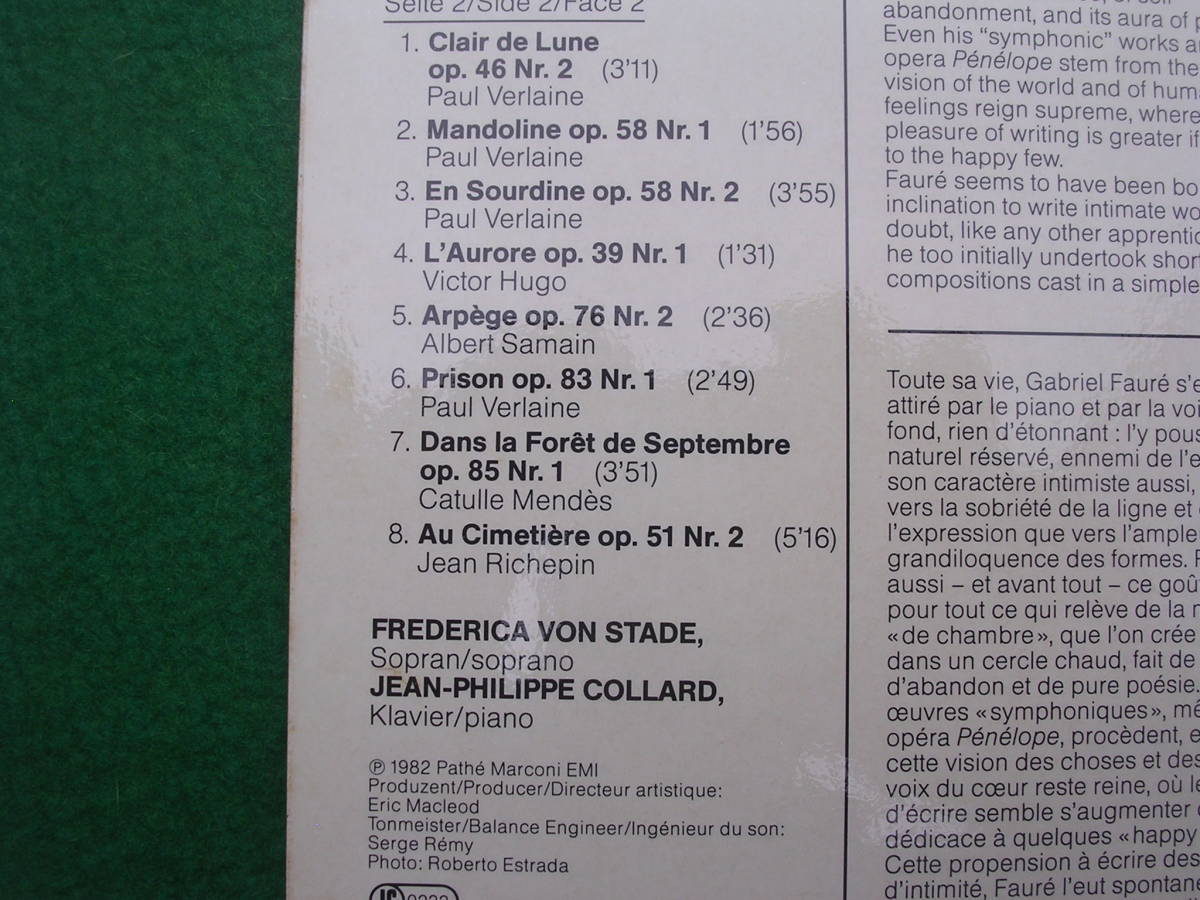 Seite 2/Side 2/Face 2
1. Clair de Lune
op. 46 Nr. 2 (3'11)
Paul Verlaine
2. Mandoline op. 58 Nr. 1 (1'56)
Paul Verlaine
3. En Sourdine op. 58 Nr. 2 (3'55)
Paul Verlaine
4. L'Aurore op. 39 Nr. 1 (1'31)
Victor Hugo
5. Arpège op. 76 Nr. 2 (2'36)
Albert Samain
6. Prison op. 83 Nr. 1 (2'49)
Paul Verlaine
7. Dans la Forêt de Septembre
op. 85 Nr. 1 (3'51)
Catulle Mendès
8. Au Cimetière op. 51 Nr. 2 (5'16)
Jean Richepin
FREDERICA VON STADE,
Sopran/soprano
JEAN-PHILIPPE COLLARD,
Klavier/piano
℗ 1982 Pathé Marconi EMI
Produzent/Producer/Directeur artistique:
Eric Macleod
Tonmeister/Balance Engineer/Ingénieur du son:
Serge Rémy
Photo: Roberto Estrada
abandonment, and its aura of
Even his "symphonic" works
opera Pénélope stem from the
vision of the world and of
feelings reign supreme, where
pleasure of writing is greater if
to the happy few.
Fauré seems to have been
inclination to write intimate
doubt, like any other
he too initially undertook
compositions cast in a simple
Toute sa vie, Gabriel Fauré
attiré par le piano et par la
fond, rien d'étonnant : l'y
naturel réservé, ennemi de
son caractère intimiste aussi,
vers la sobriété de la ligne et
l'expression que vers
grandiloquence des formes.
aussi – et avant tout – ce
pour tout ce qui relève de la
«de chambre», que l'on crée
dans un cercle chaud, fait de
d'abandon et de pure poésie.
œuvres «symphoniques»,
opéra Pénélope, procèdent,
cette vision des choses et
voix du cœur reste reine, où
d'écrire semble s'augmenter
dédicace à quelques «happy
Cette propension à écrire des
d'intimité, Fauré l'eut